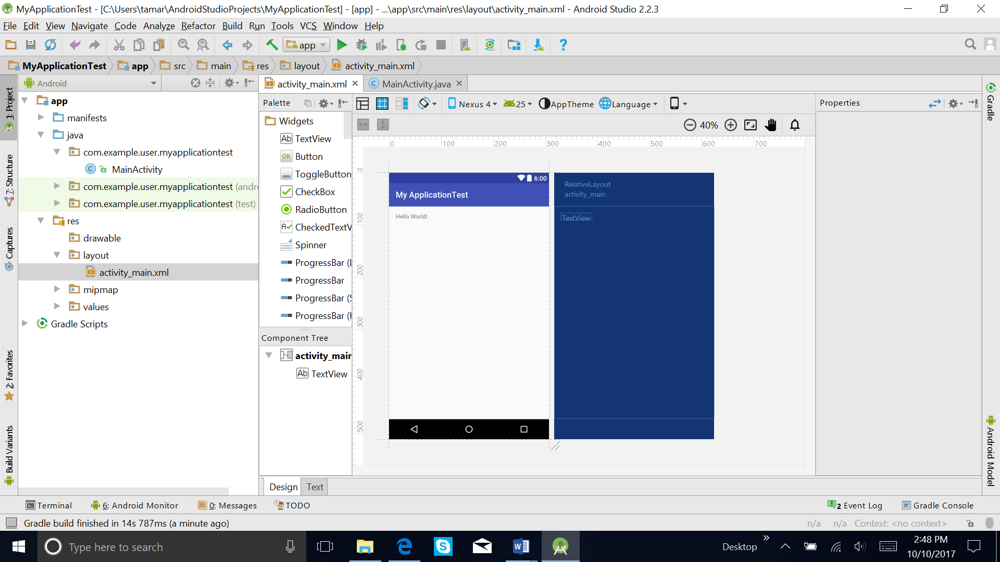 MyApplicationTest - [C:\Users\tamar\AndroidStudioProjects\MyApplicationTest] - [app] - ...\app\src\main\res\layout\activity_main.xml - Android Studio 2.2.3
File Edit View Navigate Code Analyze Refactor Build Run Tools VCS Window Help
app
MyApplicationTest app src main res layout activity_main.xml
Android
activity_main.xml
MainActivity.java
1: Project
7: Structure
Captures
2: Favorites
Build Variants
app
manifests
java
com.example.user.myapplicationtest
MainActivity
com.example.user.myapplicationtest (andr
com.example.user.myapplicationtest (test)
res
drawable
layout
activity_main.xml
mipmap
values
Gradle Scripts
Palette
Widgets
Ab TextView
OK Button
ToggleButton
CheckBox
RadioButton
CheckedTextV
Spinner
ProgressBar (L
ProgressBar
ProgressBar (S
ProgressBar (H
Component Tree
activity_main
Ab TextView
Nexus 4 25 AppTheme Language
40%
0 100 200 300 400 500 600 700
0
100
200
300
400
500
6:00
My ApplicationTest
Hello World!
RelativeLayout
activity_main
TextView
Properties
Gradle
Android Model
Design Text
Terminal 6: Android Monitor 0: Messages TODO
2 Event Log Gradle Console
Gradle build finished in 14s 787ms (a minute ago)
n/a n/a Context: <no context>
Type here to search
Desktop
2:48 PM
10/10/2017